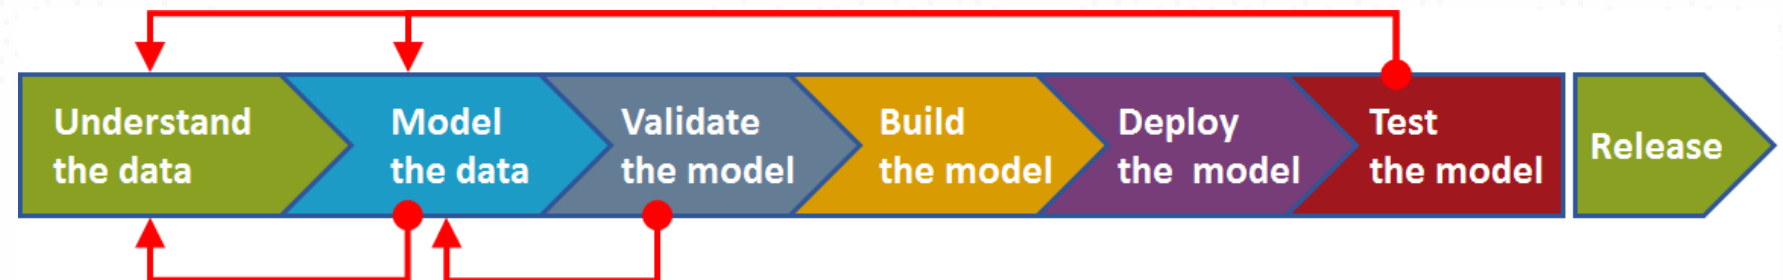 Understand
the data
Model
the data
Validate
the model
Build
the model
Deploy
the  model
Test
the model
Release